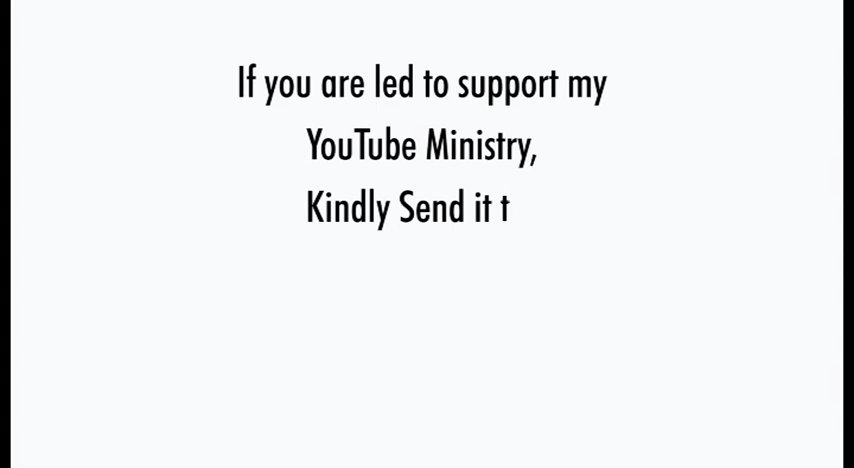 If you are led to support my
YouTube Ministry,
Kindly Send it t